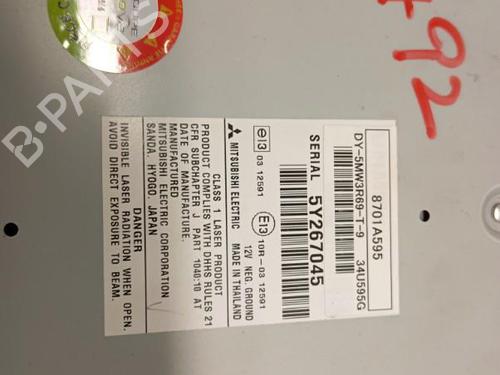 492
B-PARTS
8701A595
DY-5MW3R69-T-9 34U595G
SERIAL 5Y267045
e13 03 12591 E13 10R-03 12591
12V NEG. GROUND
MITSUBISHI ELECTRIC MADE IN THAILAND
CLASS 1 LASER PRODUCT
PRODUCT COMPLIES WITH DHHS RULES 21
CFR SUBCHAPTER J PART 1040:10 AT
DATE OF MANUFACTURE.
MANUFACTURED
MITSUBISHI ELECTRIC CORPORATION
SANDA, HYOGO, JAPAN
DANGER
INVISIBLE LASER RADIATION WHEN OPEN.
AVOID DIRECT EXPOSURE TO BEAM.